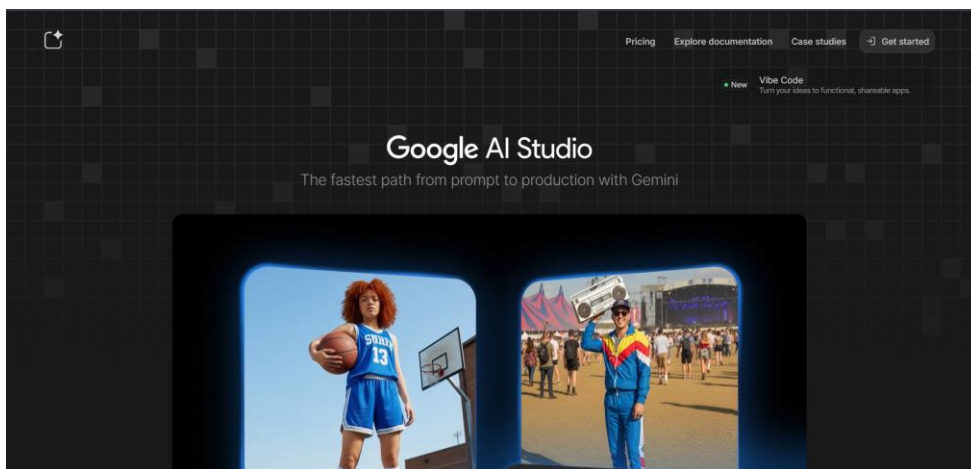 Pricing
Explore documentation
Case studies
Get started
New
Vibe Code
Turn your ideas to functional, shareable apps.
Google AI Studio
The fastest path from prompt to production with Gemini
13